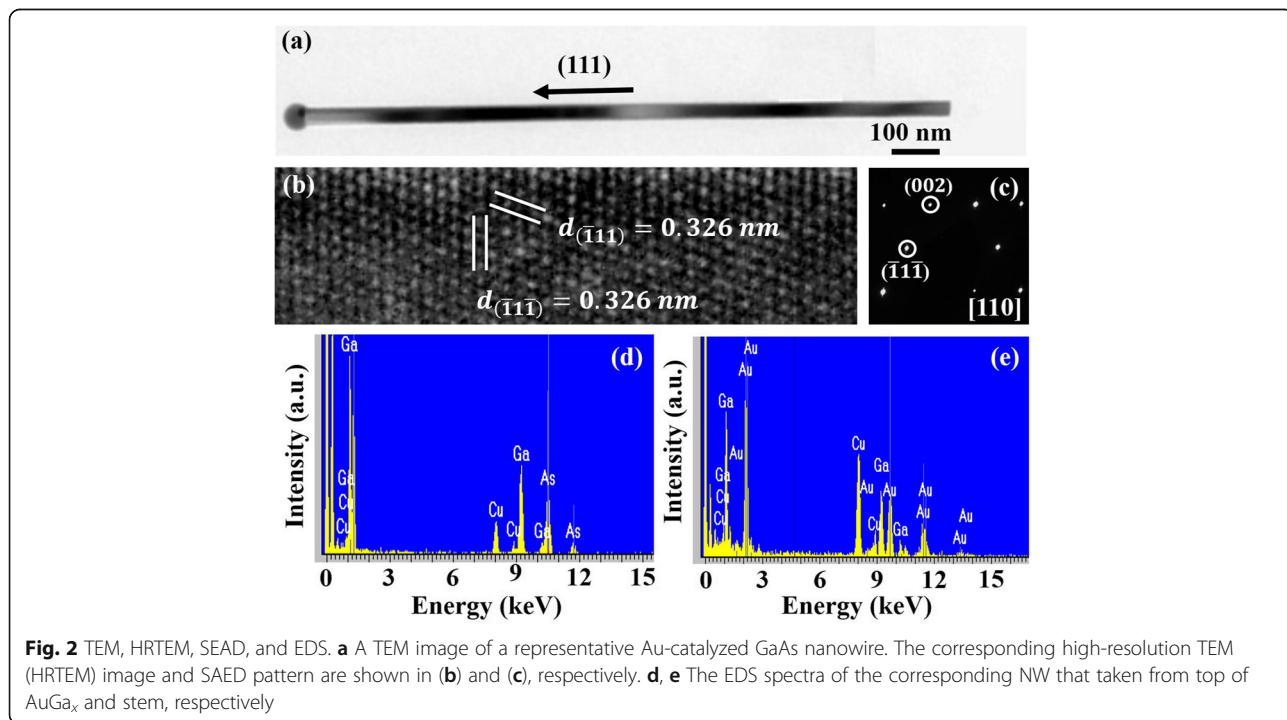 (a)
(111)
100 nm
(b)
d(1̅11) = 0.326 nm
d(1̅11̅) = 0.326 nm
(002)
(c)
(1̅11̅)
[110]
Ga
(d)
Ga
As
Ga
Cu
Cu
Cu
Cu
Ga
As
Intensity (a.u.)
0 3 6 9 12 15
Energy (keV)
Au
(e)
Au
Ga
Cu
Ga
Au
Au
Au
Au
Ga
Cu
Cu
Cu
Ga
Au
Au
Au
Au
Intensity (a.u.)
0 3 6 9 12 15
Energy (keV)
Fig. 2 TEM, HRTEM, SEAD, and EDS. a A TEM image of a representative Au-catalyzed GaAs nanowire. The corresponding high-resolution TEM
(HRTEM) image and SAED pattern are shown in (b) and (c), respectively. d, e The EDS spectra of the corresponding NW that taken from top of
AuGaₓ and stem, respectively